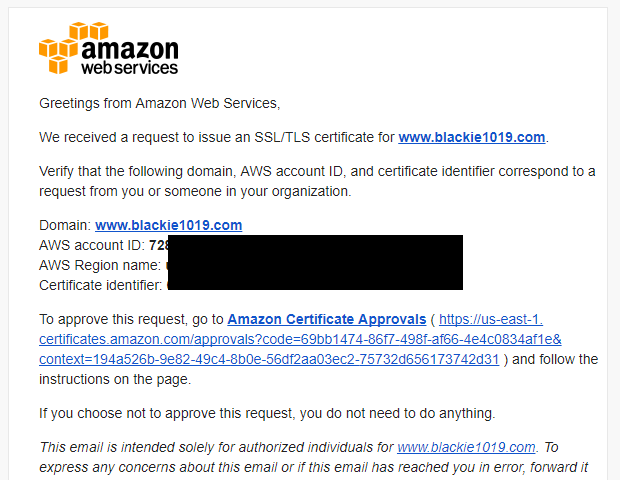 amazon
webservices
Greetings from Amazon Web Services,
We received a request to issue an SSL/TLS certificate for www.blackie1019.com.
Verify that the following domain, AWS account ID, and certificate identifier correspond to a
request from you or someone in your organization.
Domain: www.blackie1019.com
AWS account ID: 728
AWS Region name:
Certificate identifier:
To approve this request, go to Amazon Certificate Approvals ( https://us-east-1.
certificates.amazon.com/approvals?code=69bb1474-86f7-498f-af66-4e4c0834af1e&
context=194a526b-9e82-49c4-8b0e-56df2aa03ec2-75732d656173742d31 ) and follow the
instructions on the page.
If you choose not to approve this request, you do not need to do anything.
This email is intended solely for authorized individuals for www.blackie1019.com. To
express any concerns about this email or if this email has reached you in error, forward it